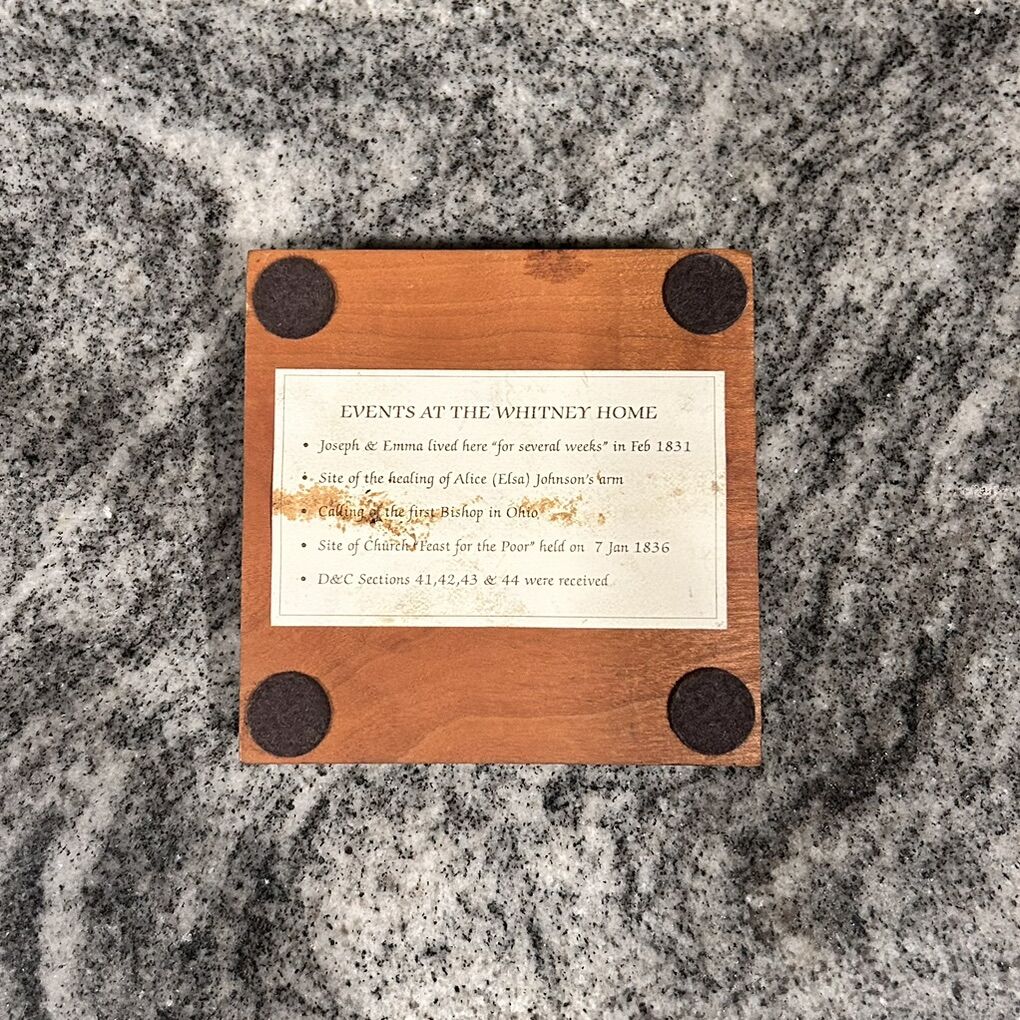 EVENTS AT THE WHITNEY HOME
• Joseph & Emma lived here "for several weeks" in Feb 1831
• Site of the healing of Alice (Elsa) Johnson's arm
• Calling of the first Bishop in Ohio
• Site of Church "Feast for the Poor" held on 7 Jan 1836
• D&C Sections 41,42,43 & 44 were received